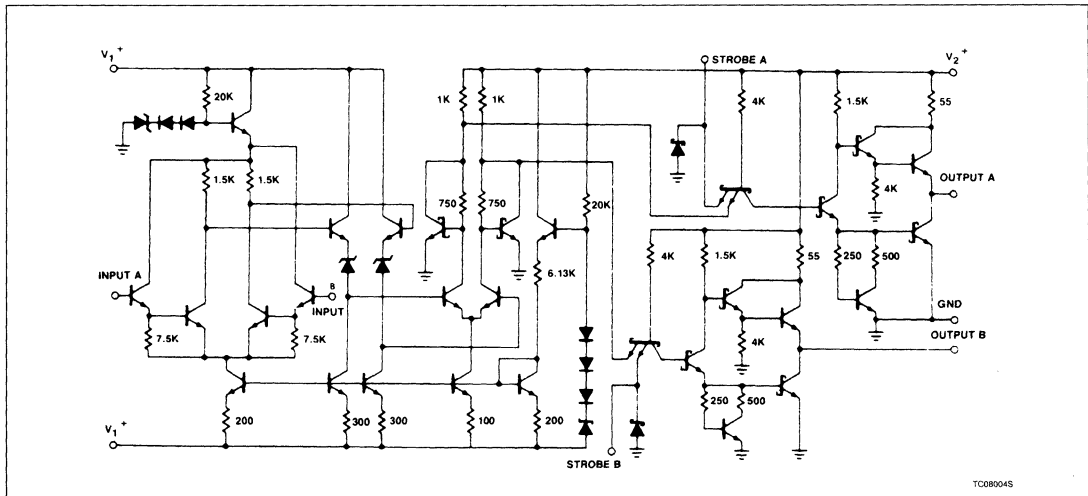 V1+
STROBE A
V2+
20K
1K
1K
4K
1.5K
55
1.5K
1.5K
750
750
20K
4K
OUTPUT A
INPUT A
B
INPUT
6.13K
4K
1.5K
55
250
500
7.5K
7.5K
GND
OUTPUT B
4K
200
300
300
100
200
250
500
V1+
STROBE B
TC08004S